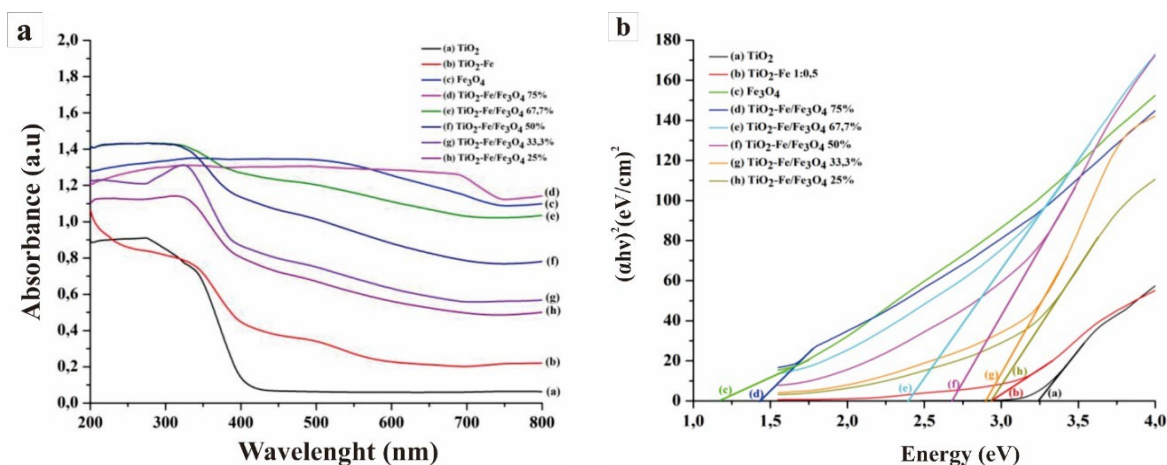 a
Absorbance (a.u)
2,0
1,8
1,6
1,4
1,2
1,0
0,8
0,6
0,4
0,2
0,0
200 300 400 500 600 700 800
Wavelenght (nm)
(a) TiO₂
(b) TiO₂-Fe
(c) Fe₃O₄
(d) TiO₂-Fe/Fe₃O₄ 75%
(e) TiO₂-Fe/Fe₃O₄ 67,7%
(f) TiO₂-Fe/Fe₃O₄ 50%
(g) TiO₂-Fe/Fe₃O₄ 33,3%
(h) TiO₂-Fe/Fe₃O₄ 25%
(d)
(c)
(e)
(f)
(g)
(h)
(b)
(a)
b
(αhν)²(eV/cm)²
180
160
140
120
100
80
60
40
20
0
1,0 1,5 2,0 2,5 3,0 3,5 4,0
Energy (eV)
(a) TiO₂
(b) TiO₂-Fe 1:0,5
(c) Fe₃O₄
(d) TiO₂-Fe/Fe₃O₄ 75%
(e) TiO₂-Fe/Fe₃O₄ 67,7%
(f) TiO₂-Fe/Fe₃O₄ 50%
(g) TiO₂-Fe/Fe₃O₄ 33,3%
(h) TiO₂-Fe/Fe₃O₄ 25%
(c) (d) (e) (f) (g) (h) (b) (a)